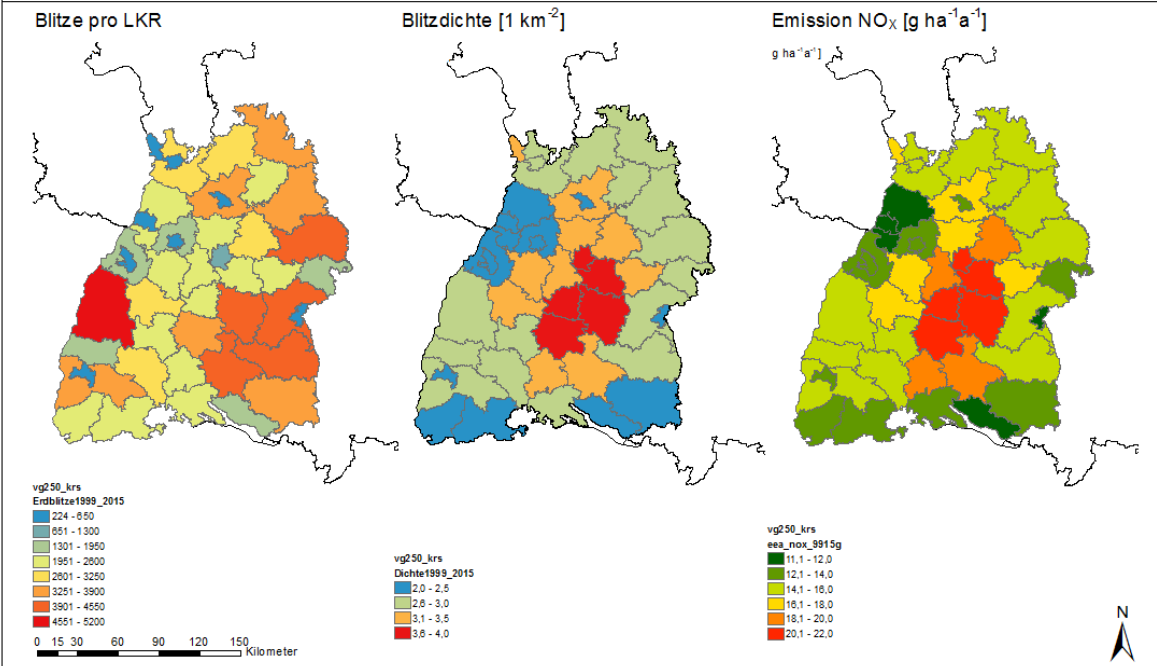 Blitze pro LKR
Blitzdichte [1 km⁻²]
Emission NOₓ [g ha⁻¹a⁻¹]
g ha⁻¹a⁻¹]
vg250_krs
Erdblitze1999_2015
224 - 650
651 - 1300
1301 - 1950
1951 - 2600
2601 - 3250
3251 - 3900
3901 - 4550
4551 - 5200
0 15 30 60 90 120 150
Kilometer
vg250_krs
Dichte1999_2015
2,0 - 2,5
2,6 - 3,0
3,1 - 3,5
3,6 - 4,0
vg250_krs
eea_nox_9915g
11,1 - 12,0
12,1 - 14,0
14,1 - 16,0
16,1 - 18,0
18,1 - 20,0
20,1 - 22,0
N